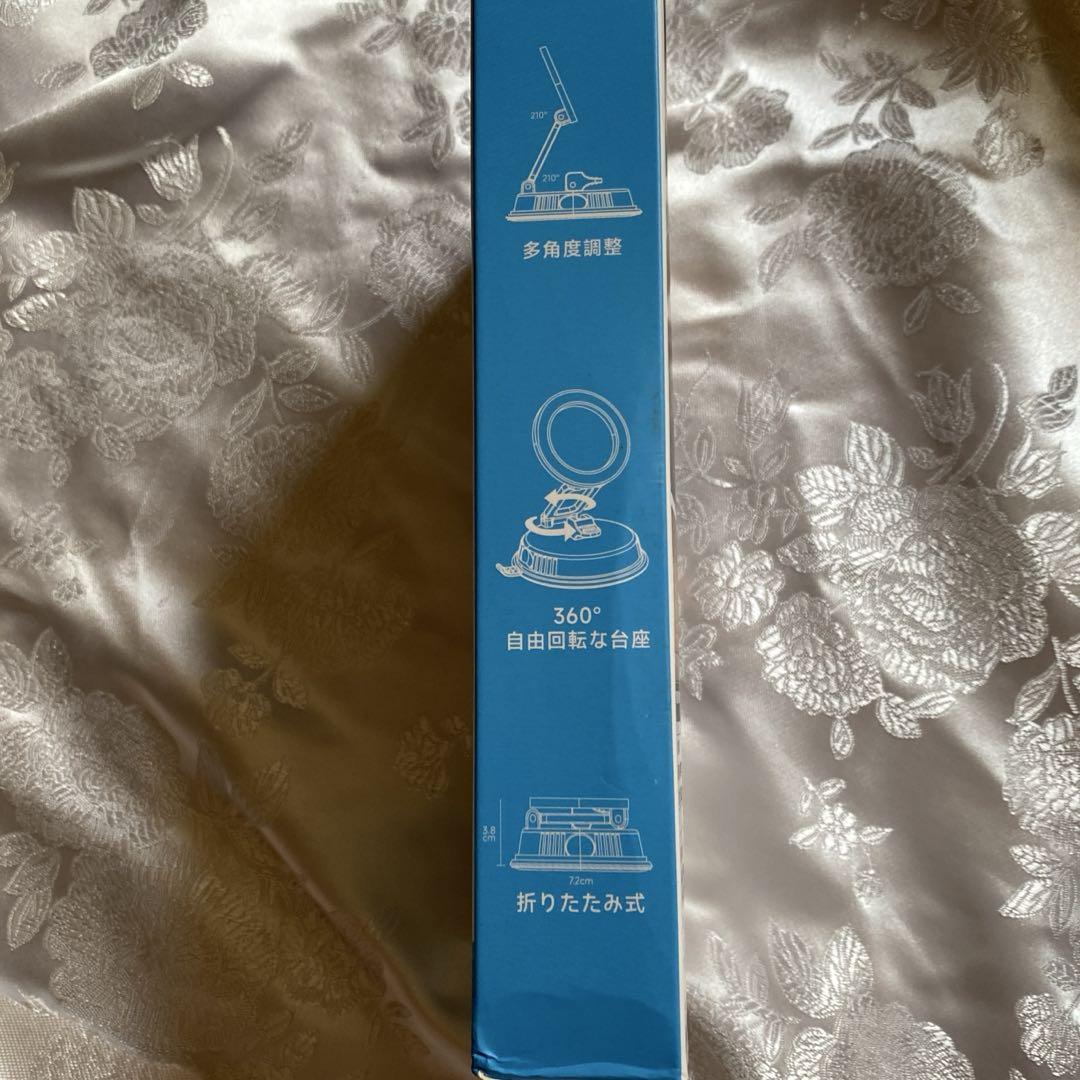 210°
210°
多角度調整
360°
自由回転な台座
3.8
cm
7.2cm
折りたたみ式